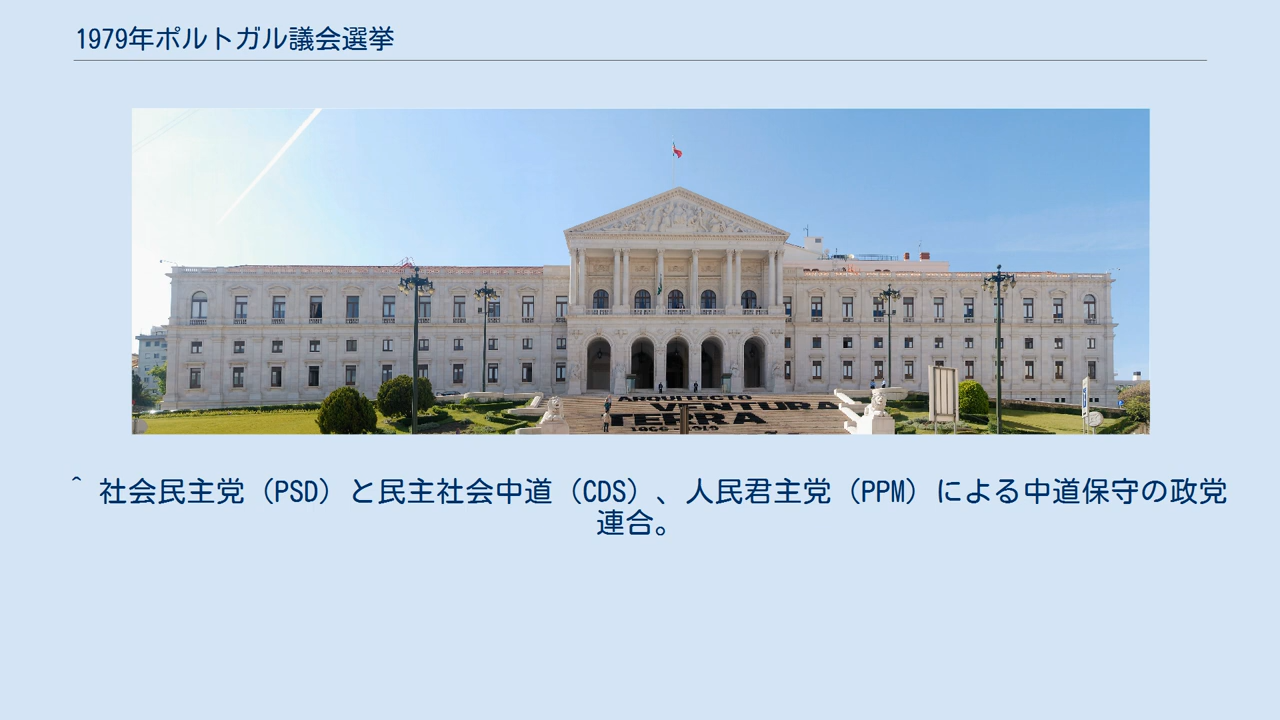 1979年ポルトガル議会選挙
ARQUITECTO
VENTURA
TERRA
^ 社会民主党（PSD）と民主社会中道（CDS）、人民君主党（PPM）による中道保守の政党
連合。